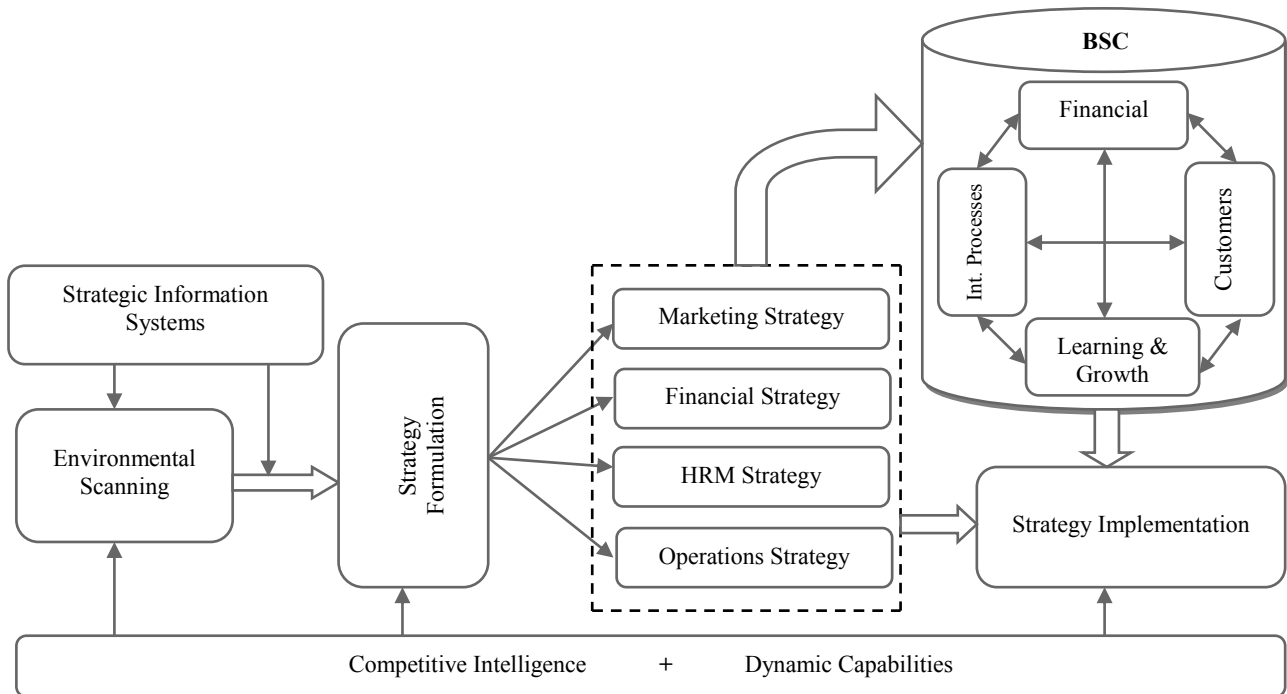 BSC
Financial
Int. Processes
Customers
Learning &
Growth
Strategic Information
Systems
Environmental
Scanning
Strategy
Formulation
Marketing Strategy
Financial Strategy
HRM Strategy
Operations Strategy
Strategy Implementation
Competitive Intelligence + Dynamic Capabilities